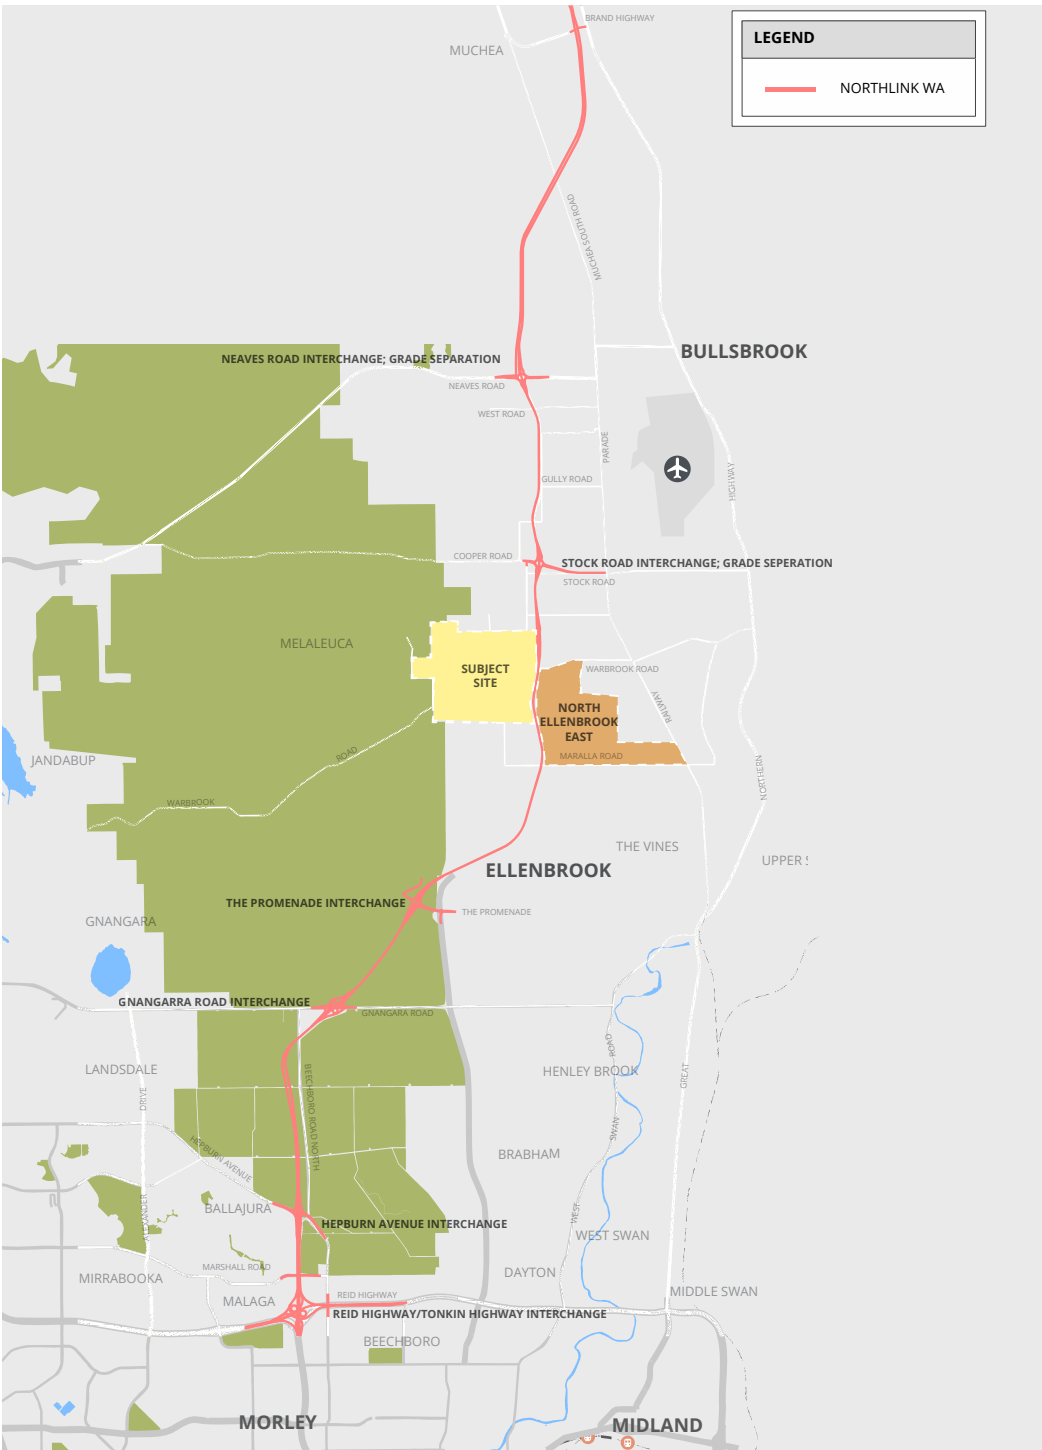 BRAND HIGHWAY
MUCHEA
LEGEND
NORTHLINK WA
MUCHEA SOUTH ROAD
BULLSBROOK
NEAVES ROAD INTERCHANGE; GRADE SEPARATION
NEAVES ROAD
WEST ROAD
PARADE
HIGHWAY
GULLY ROAD
COOPER ROAD
STOCK ROAD INTERCHANGE; GRADE SEPERATION
STOCK ROAD
MELALEUCA
SUBJECT
SITE
WARBROOK ROAD
RAILWAY
NORTH
ELLENBROOK
EAST
MARALLA ROAD
ROAD
JANDABUP
NORTHERN
WARBROOK
THE VINES
UPPER S
ELLENBROOK
THE PROMENADE INTERCHANGE
THE PROMENADE
GNANGARA
GNANGARRA ROAD INTERCHANGE
GNANGARA ROAD
ROAD
LANDSDALE
BEECHBORO ROAD NORTH
HENLEY BROOK
GREAT
DRIVE
SWAN
HEPBURN AVENUE
BRABHAM
ALEXANDER
BALLAJURA
WEST
HEPBURN AVENUE INTERCHANGE
WEST SWAN
MARSHALL ROAD
DAYTON
MIRRABOOKA
MIDDLE SWAN
MALAGA
REID HIGHWAY
REID HIGHWAY/TONKIN HIGHWAY INTERCHANGE
BEECHBORO
MORLEY
MIDLAND